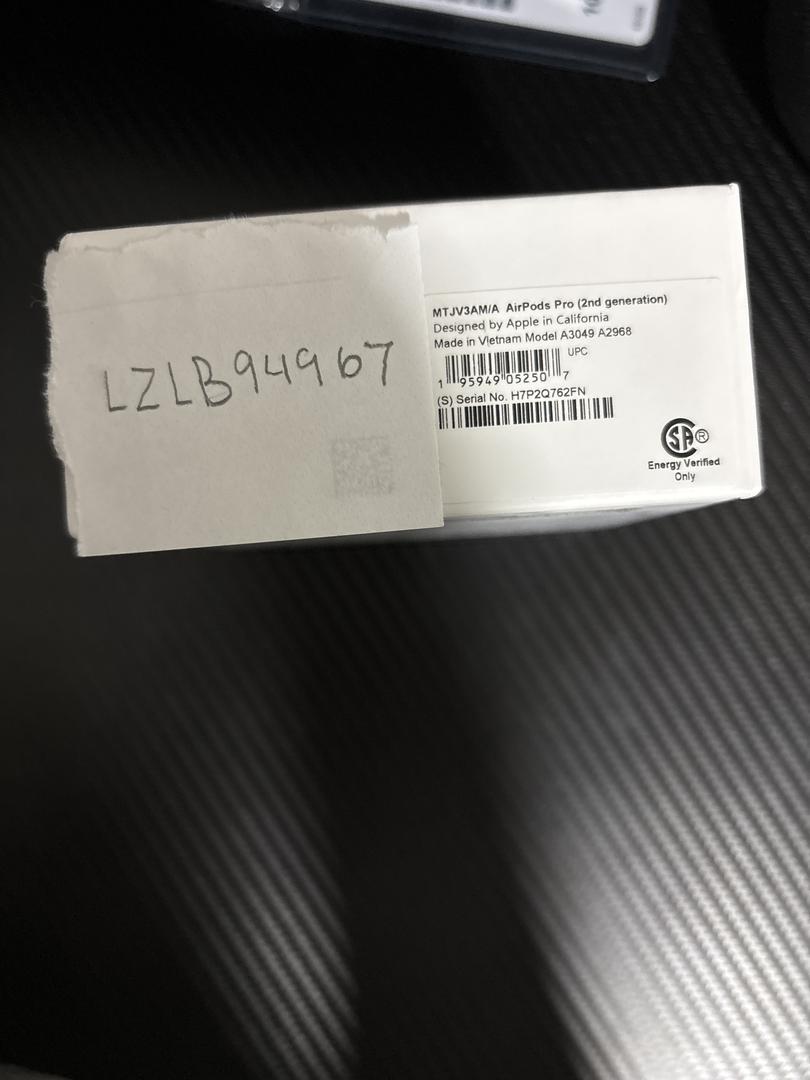 LZLB94967
MTJV3AM/A AirPods Pro (2nd generation)
Designed by Apple in California
Made in Vietnam Model A3049 A2968
UPC
1 95949 05250 7
(S) Serial No. H7P2Q762FN
SA ®
Energy Verified
Only